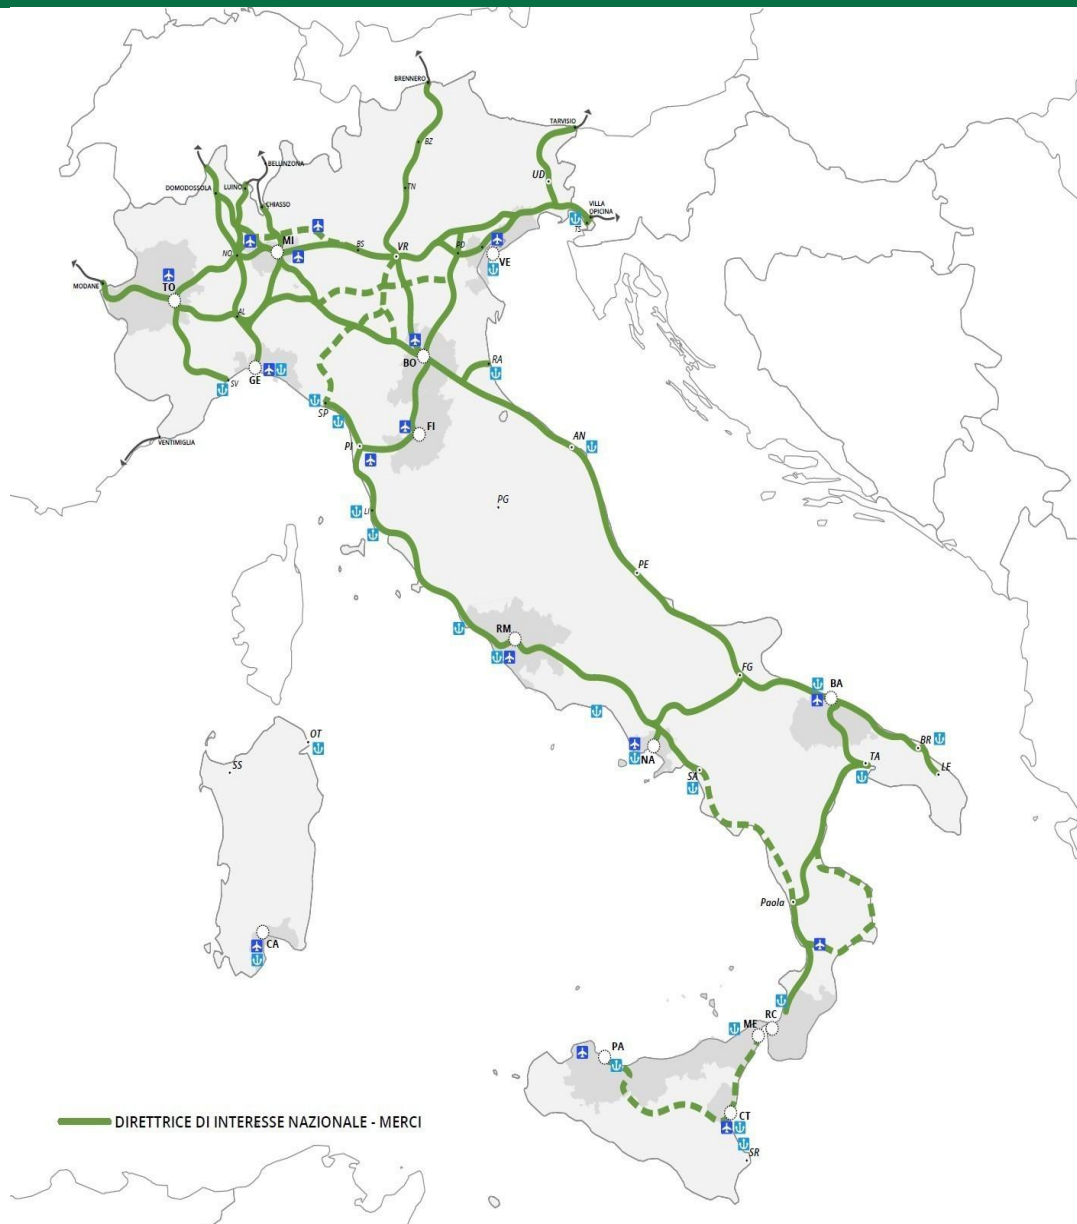 BRENNERO
TARVISIO
BZ
BELLINZONA
UD
DOMODOSSOLA
LUINO
TN
CHIASSO
VILLA
OPICINA
TS
MI
BS
VR
PD
NO
VE
MODANE
TO
AL
BO
RA
GE
SV
SP
FI
AN
VENTIMIGLIA
PI
PG
LI
PE
RM
FG
BA
OT
BR
NA
TA
LE
SS
SA
Paola
CA
RC
ME
PA
CT
DIRETTRICE DI INTERESSE NAZIONALE - MERCI
SR